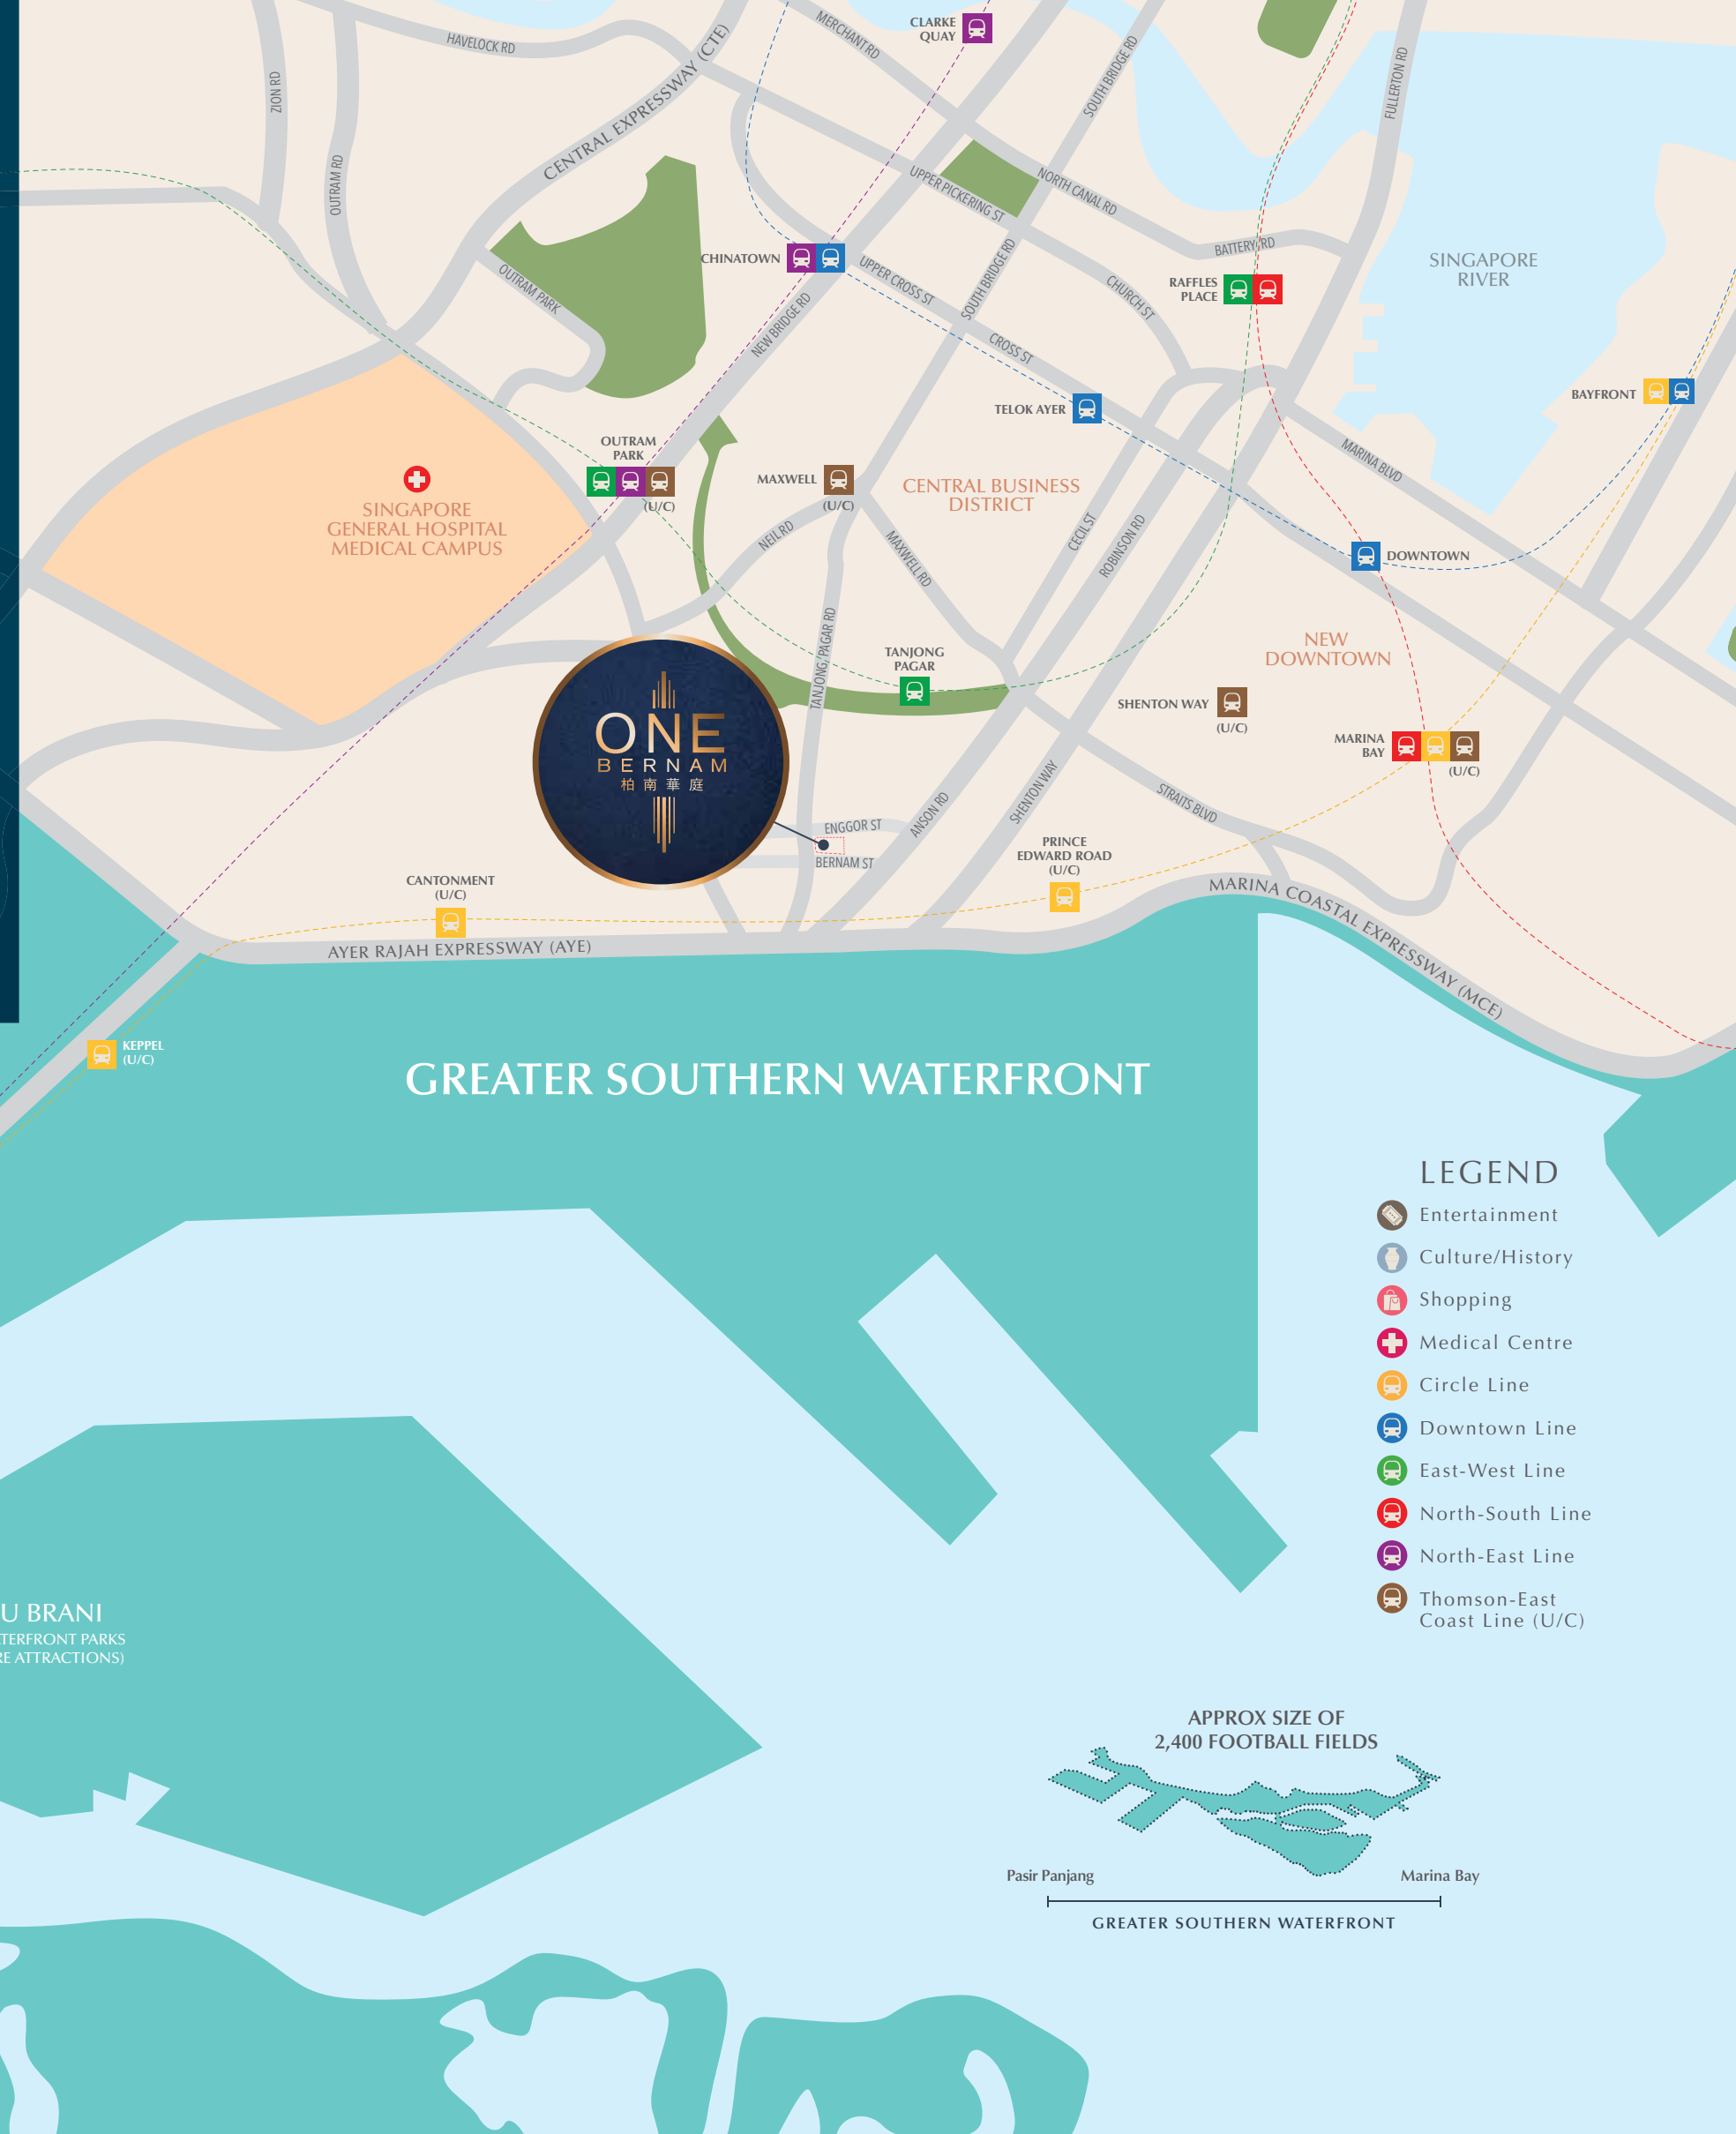 CLARKE
QUAY
MERCHANT RD
HAVELOCK RD
CENTRAL EXPRESSWAY (CTE)
SOUTH BRIDGE RD
FULLERTON RD
ZION RD
OUTRAM RD
UPPER PICKERING ST
NORTH CANAL RD
BATTERY RD
CHINATOWN
UPPER CROSS ST
SOUTH BRIDGE RD
CHURCH ST
RAFFLES
PLACE
SINGAPORE
RIVER
OUTRAM PARK
NEW BRIDGE RD
CROSS ST
TELOK AYER
BAYFRONT
MARINA BLVD
OUTRAM
PARK
(U/C)
MAXWELL
(U/C)
CENTRAL BUSINESS
DISTRICT
SINGAPORE
GENERAL HOSPITAL
MEDICAL CAMPUS
NEIL RD
MAXWELL RD
CECIL ST
ROBINSON RD
DOWNTOWN
TANJONG PAGAR RD
TANJONG
PAGAR
NEW
DOWNTOWN
SHENTON WAY
(U/C)
MARINA
BAY
(U/C)
ONE
BERNAM
柏南華庭
ENGGOR ST
BERNAM ST
ANSON RD
SHENTON WAY
STRAITS BLVD
PRINCE
EDWARD ROAD
(U/C)
CANTONMENT
(U/C)
AYER RAJAH EXPRESSWAY (AYE)
MARINA COASTAL EXPRESSWAY (MCE)
KEPPEL
(U/C)
GREATER SOUTHERN WATERFRONT
LEGEND
Entertainment
Culture/History
Shopping
Medical Centre
Circle Line
Downtown Line
East-West Line
North-South Line
North-East Line
Thomson-East
Coast Line (U/C)
U BRANI
TERFRONT PARKS
RE ATTRACTIONS)
APPROX SIZE OF
2,400 FOOTBALL FIELDS
Pasir Panjang
Marina Bay
GREATER SOUTHERN WATERFRONT